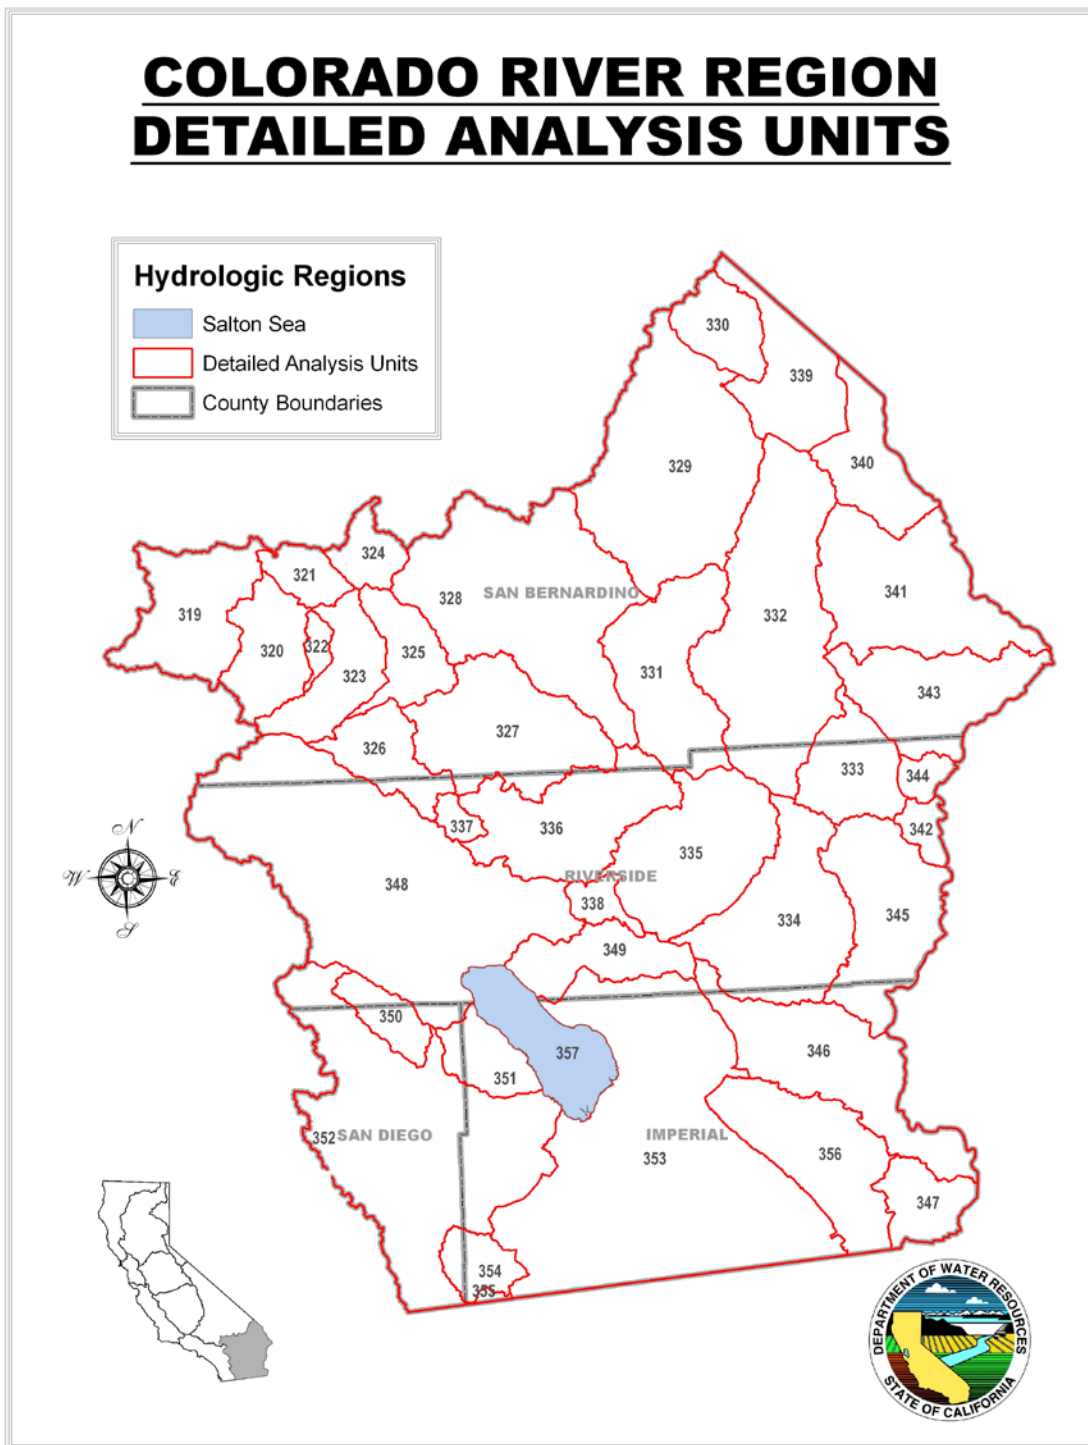 COLORADO RIVER REGION
DETAILED ANALYSIS UNITS
Hydrologic Regions
Salton Sea
Detailed Analysis Units
County Boundaries
330
339
329
340
324
321
328
SAN BERNARDINO
341
319
332
320
322
325
323
331
343
327
326
333
344
337
336
342
335
348
RIVERSIDE
338
334
345
349
350
357
346
351
352
SAN DIEGO
IMPERIAL
353
356
347
354
355
N
W
E
S
DEPARTMENT OF WATER RESOURCES
STATE OF CALIFORNIA